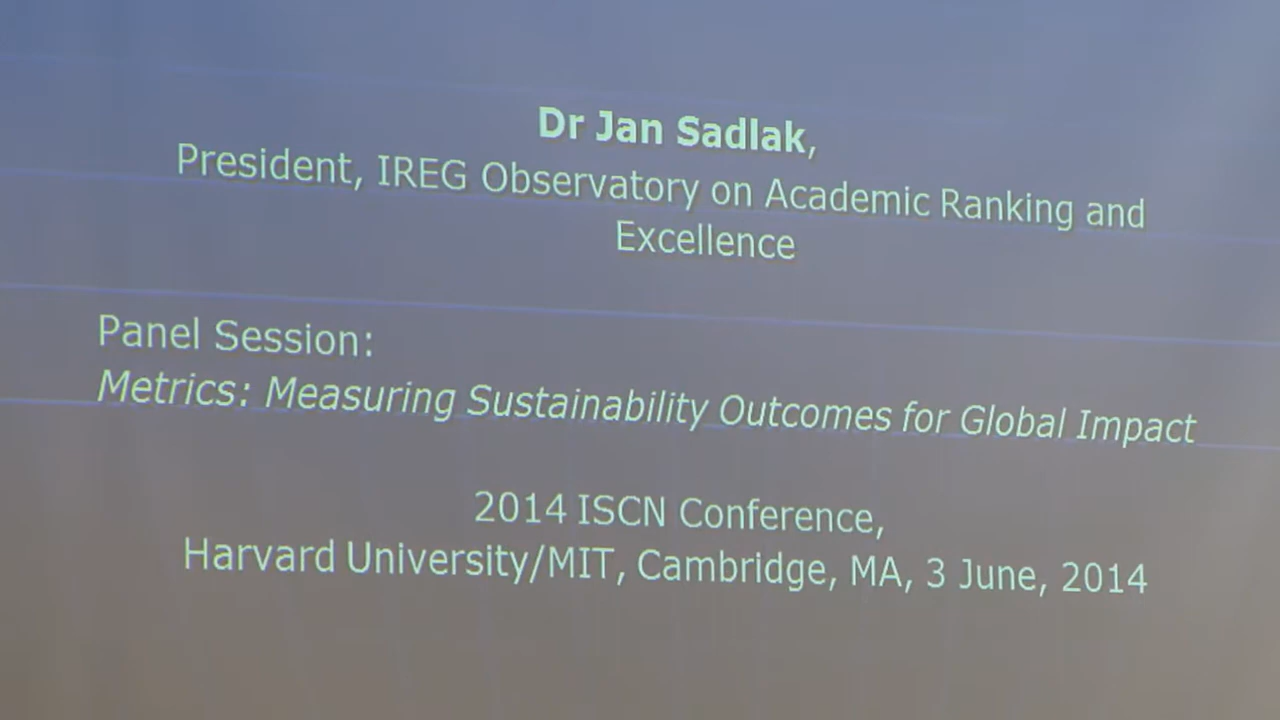 Dr Jan Sadlak,
President, IREG Observatory on Academic Ranking and
Excellence
Panel Session:
Metrics: Measuring Sustainability Outcomes for Global Impact
2014 ISCN Conference,
Harvard University/MIT, Cambridge, MA, 3 June, 2014